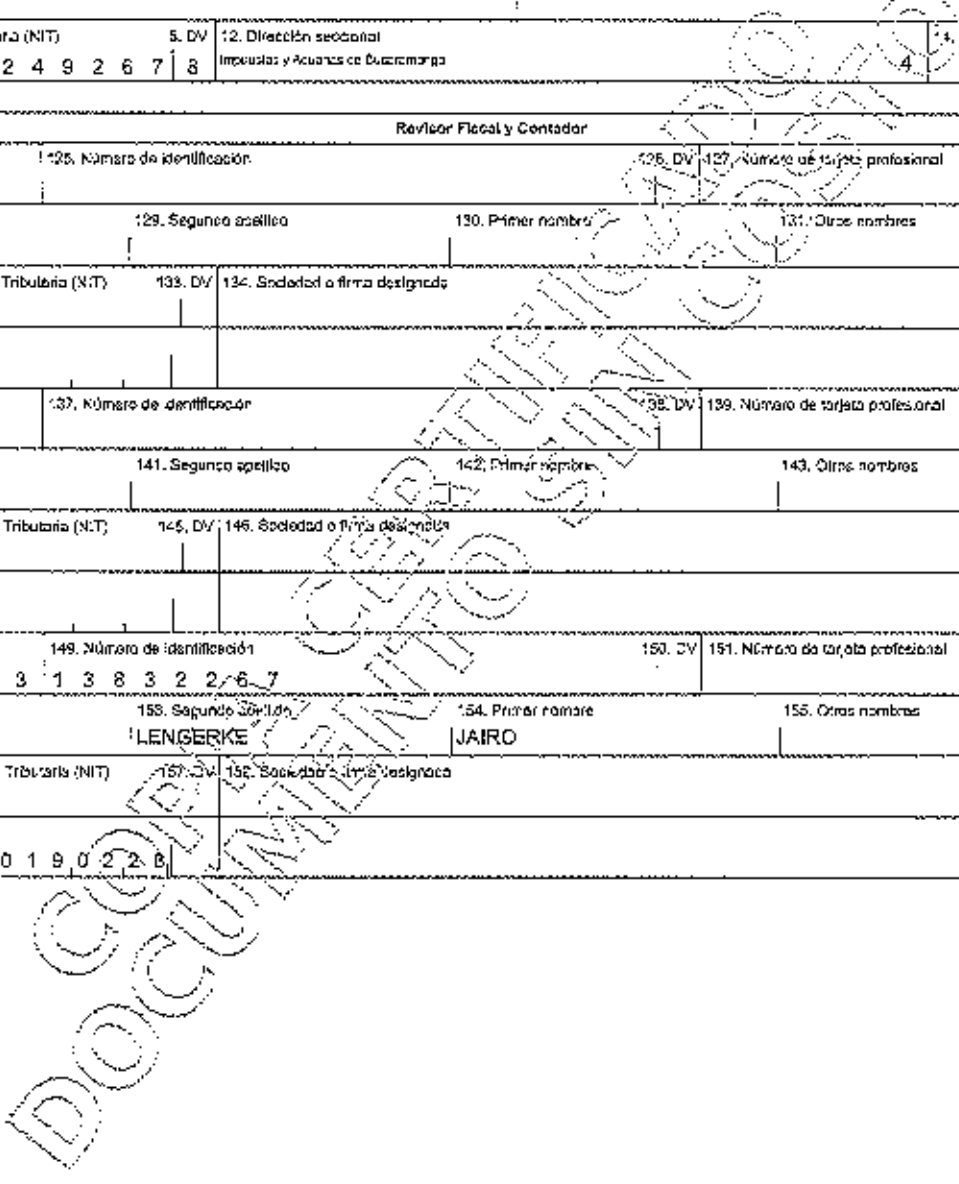 (NIT) 5. DV 12. Dirección seccional
2 4 9 2 6 7 8 Impuestos y Aduanas de Bucaramanga 4
Revisor Fiscal y Contador
125. Número de identificación 126. DV 127. Número de tarjeta profesional
129. Segundo apellido 130. Primer nombre 131. Otros nombres
Tributaria (NIT) 133. DV 134. Sociedad o firma designada
137. Número de identificación 138. DV 139. Número de tarjeta profesional
141. Segundo apellido 142. Primer nombre 143. Otros nombres
Tributaria (NIT) 145. DV 146. Sociedad o firma designada
149. Número de identificación 150. DV 151. Número de tarjeta profesional
3 1 3 8 3 2 2 6 7
153. Segundo apellido 154. Primer nombre 155. Otros nombres
LENGERKE JAIRO
Tributaria (NIT) 157. DV 158. Sociedad o firma designada
0 1 9 0 2 2 8
COPIA CERTIFICADO
DOCUMENTO SIN COSTO